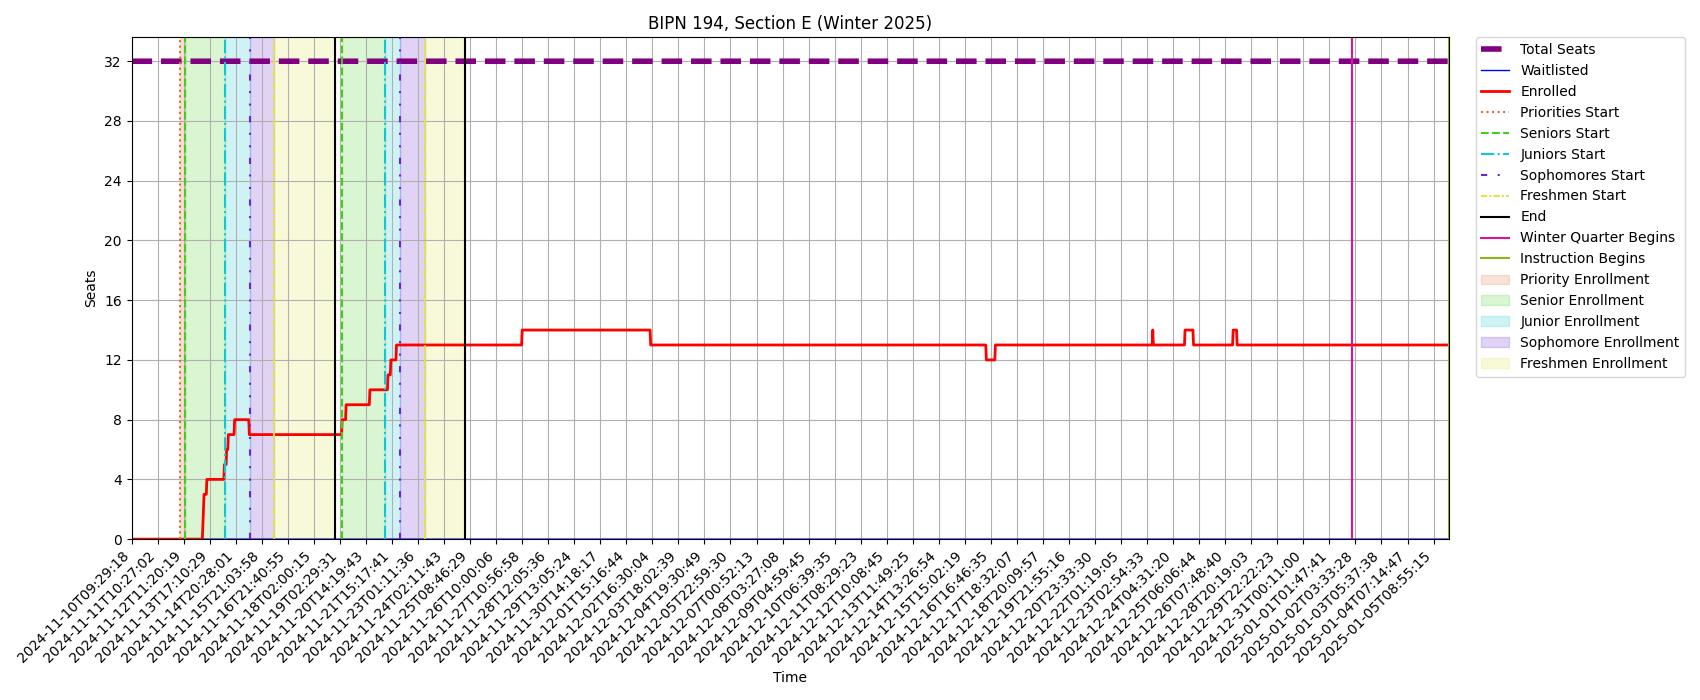 BIPN 194, Section E (Winter 2025)
Seats
32
28
24
20
16
12
8
4
0
2024-11-10T09:29:18
2024-11-11T10:27:02
2024-11-12T11:20:19
2024-11-13T17:10:29
2024-11-14T20:28:01
2024-11-15T21:03:58
2024-11-16T21:40:55
2024-11-18T02:00:15
2024-11-19T02:29:31
2024-11-20T14:19:43
2024-11-21T15:17:41
2024-11-23T01:11:36
2024-11-24T02:11:43
2024-11-25T08:46:29
2024-11-26T10:00:06
2024-11-27T10:56:58
2024-11-28T12:05:36
2024-11-29T13:05:24
2024-11-30T14:18:17
2024-12-01T15:16:44
2024-12-02T16:30:04
2024-12-03T18:02:39
2024-12-04T19:30:49
2024-12-05T22:59:30
2024-12-07T00:52:13
2024-12-08T03:27:08
2024-12-09T04:59:45
2024-12-10T06:39:35
2024-12-11T08:29:23
2024-12-12T10:08:45
2024-12-13T11:49:25
2024-12-14T13:26:54
2024-12-15T15:02:19
2024-12-16T16:46:35
2024-12-17T18:32:07
2024-12-18T20:09:57
2024-12-19T21:55:16
2024-12-20T23:33:30
2024-12-22T01:19:05
2024-12-23T02:54:33
2024-12-24T04:31:20
2024-12-25T06:06:44
2024-12-26T07:48:40
2024-12-28T20:19:03
2024-12-29T22:22:23
2024-12-31T00:11:00
2025-01-01T01:47:41
2025-01-02T03:33:28
2025-01-03T05:37:38
2025-01-04T07:14:47
2025-01-05T08:55:15
Time
Total Seats
Waitlisted
Enrolled
Priorities Start
Seniors Start
Juniors Start
Sophomores Start
Freshmen Start
End
Winter Quarter Begins
Instruction Begins
Priority Enrollment
Senior Enrollment
Junior Enrollment
Sophomore Enrollment
Freshmen Enrollment